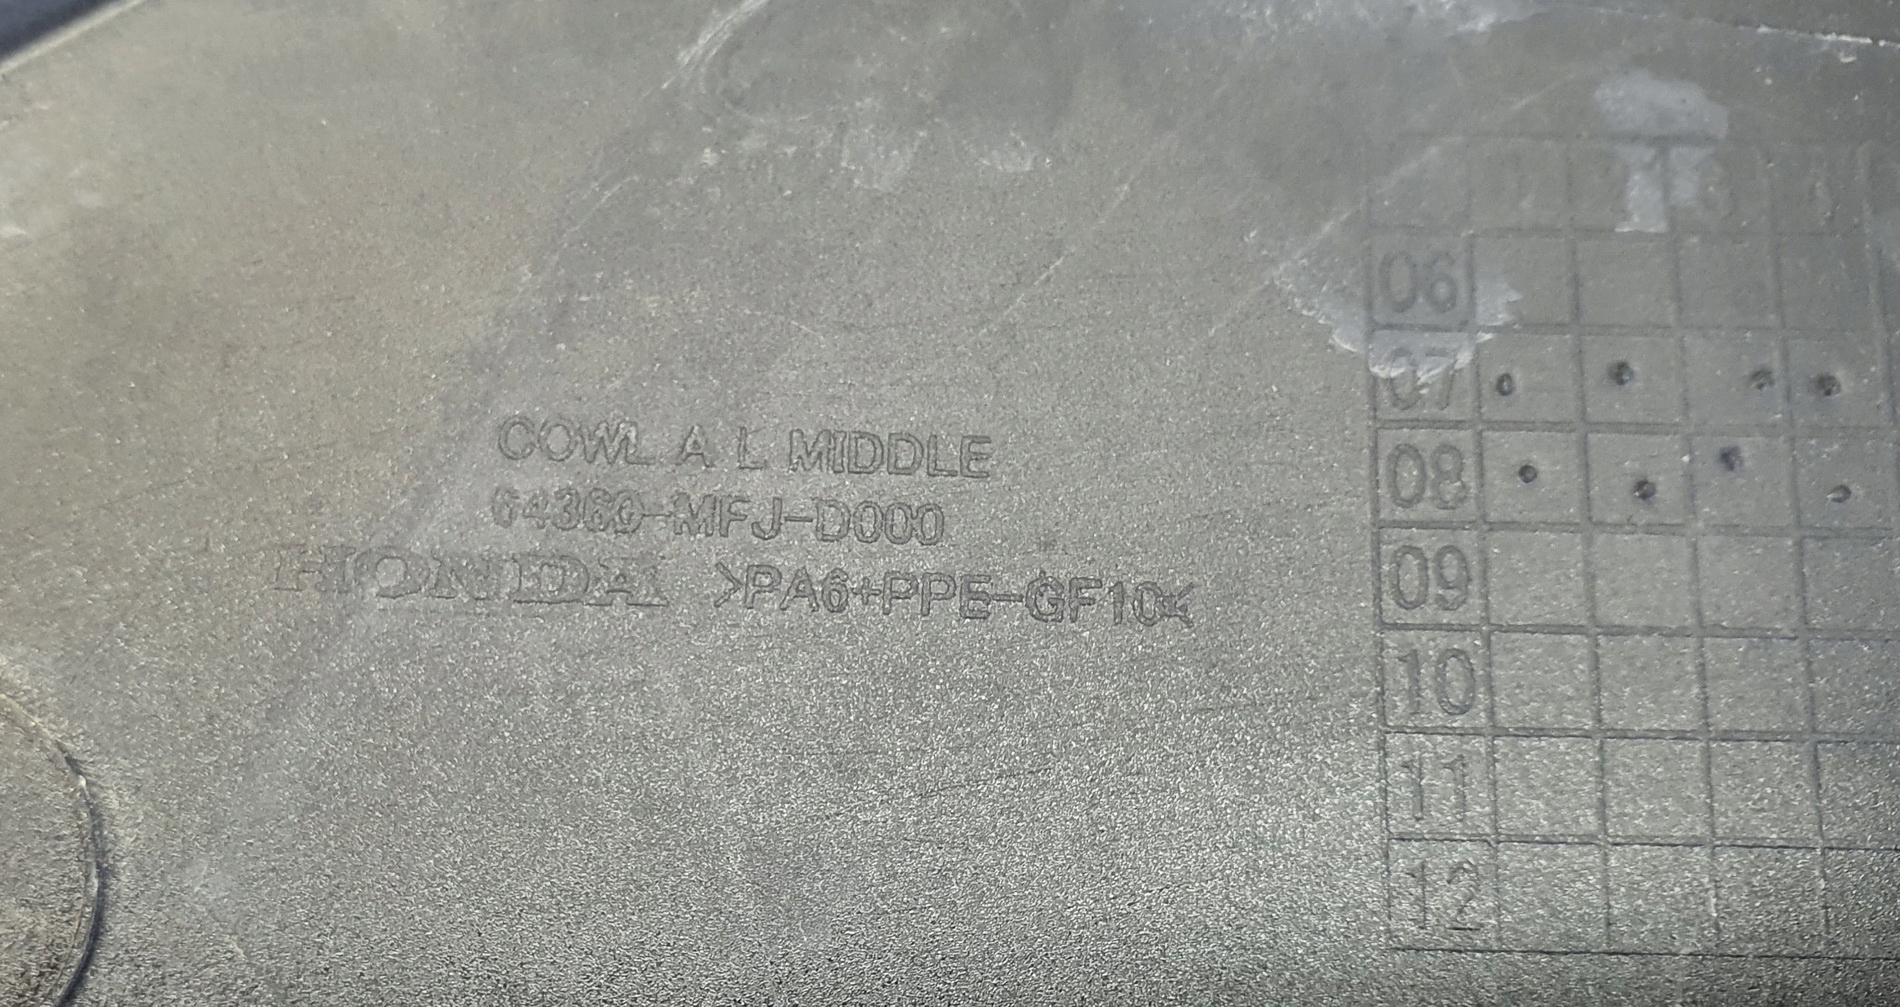 COWL A L MIDDLE
64360-MFJ-D000
HONDA >PA6+PPE-GF10<
06
07
08
09
10
11
12